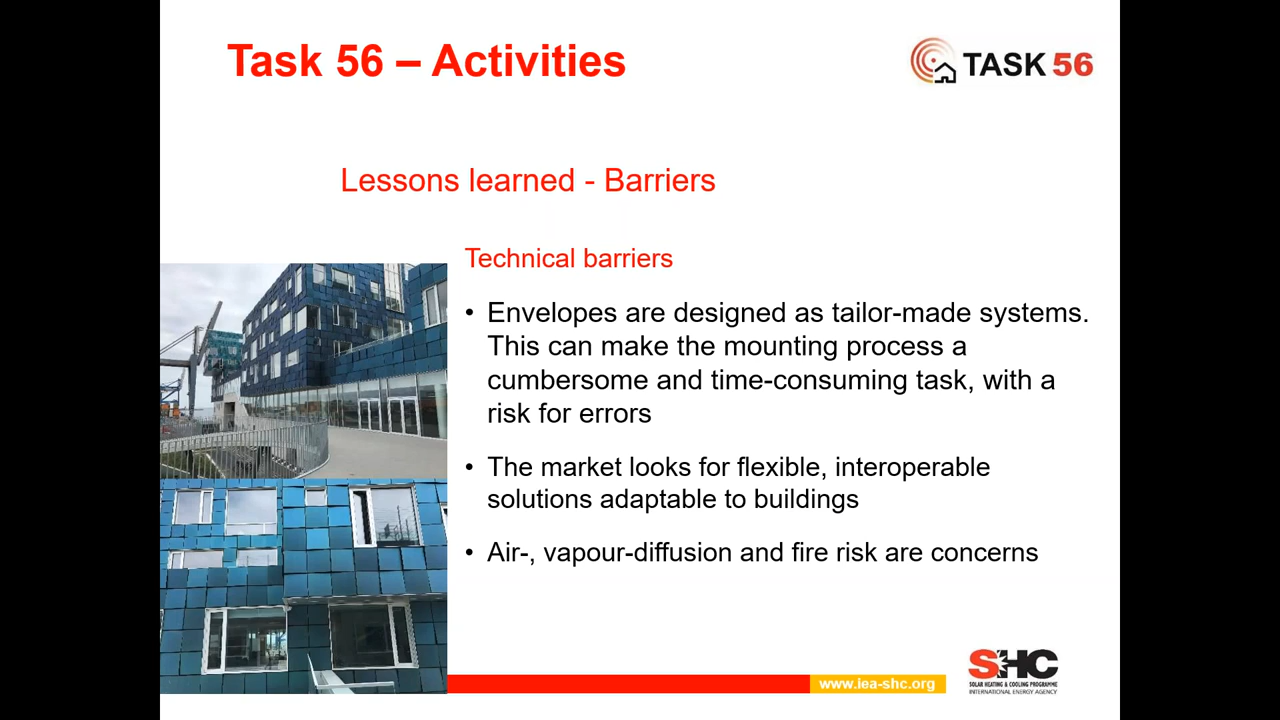 Task 56 – Activities
TASK 56
Lessons learned - Barriers
Technical barriers
• Envelopes are designed as tailor-made systems.
This can make the mounting process a
cumbersome and time-consuming task, with a
risk for errors
• The market looks for flexible, interoperable
solutions adaptable to buildings
• Air-, vapour-diffusion and fire risk are concerns
www.iea-shc.org
SHC
SOLAR HEATING & COOLING PROGRAMME
INTERNATIONAL ENERGY AGENCY